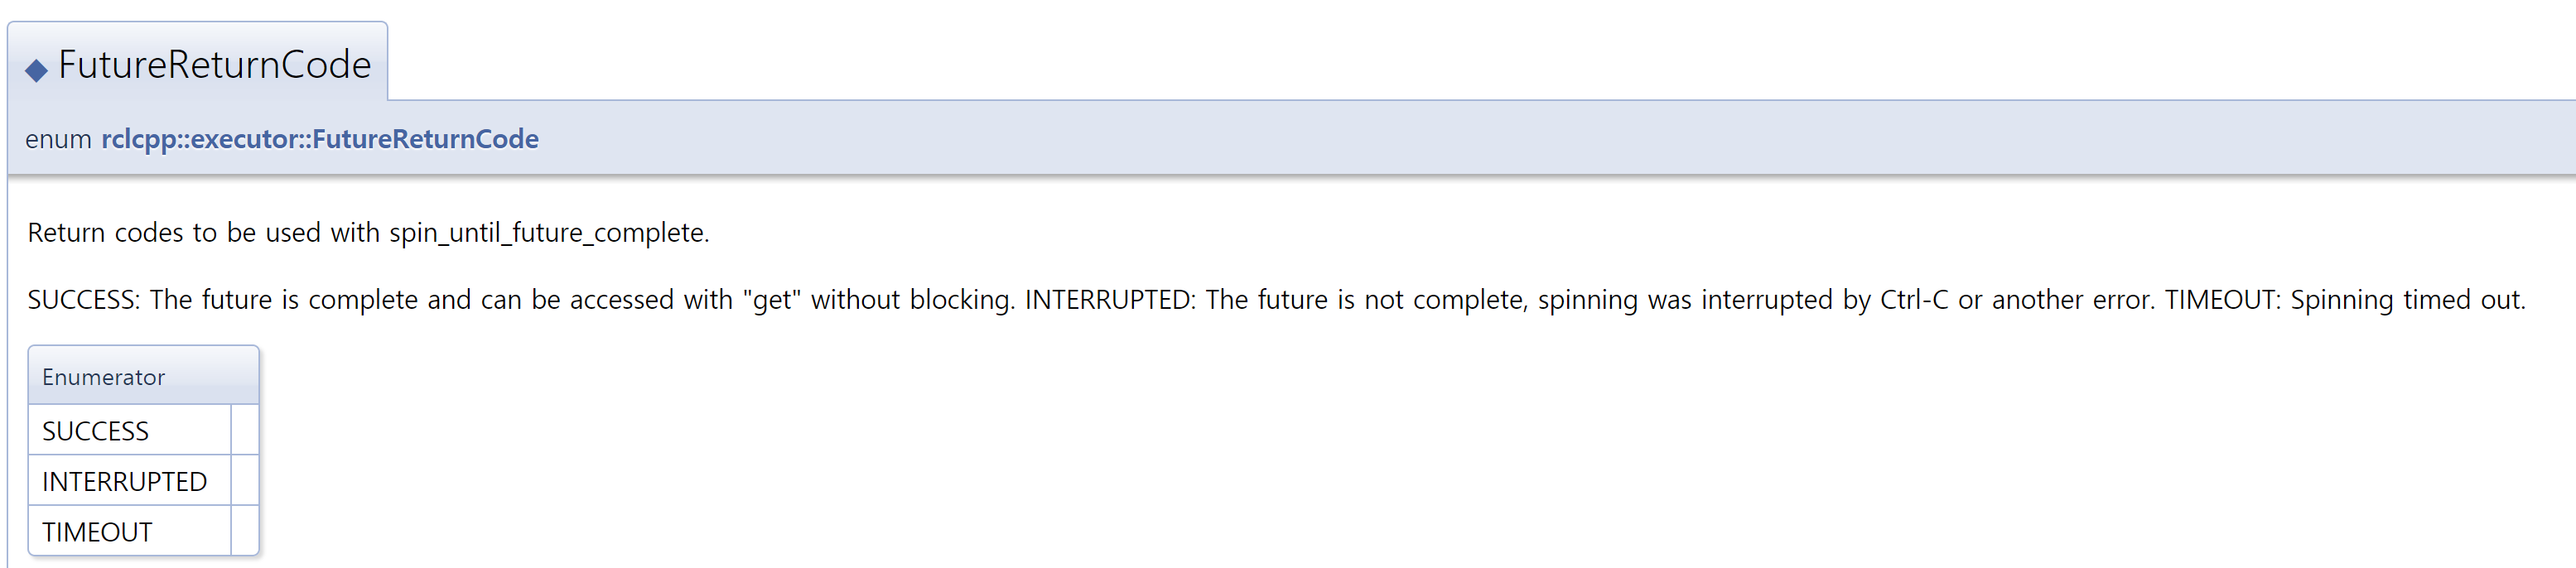 FutureReturnCode
enum rclcpp::executor::FutureReturnCode
Return codes to be used with spin_until_future_complete.
SUCCESS: The future is complete and can be accessed with "get" without blocking. INTERRUPTED: The future is not complete, spinning was interrupted by Ctrl-C or another error. TIMEOUT: Spinning timed out.
Enumerator
SUCCESS
INTERRUPTED
TIMEOUT